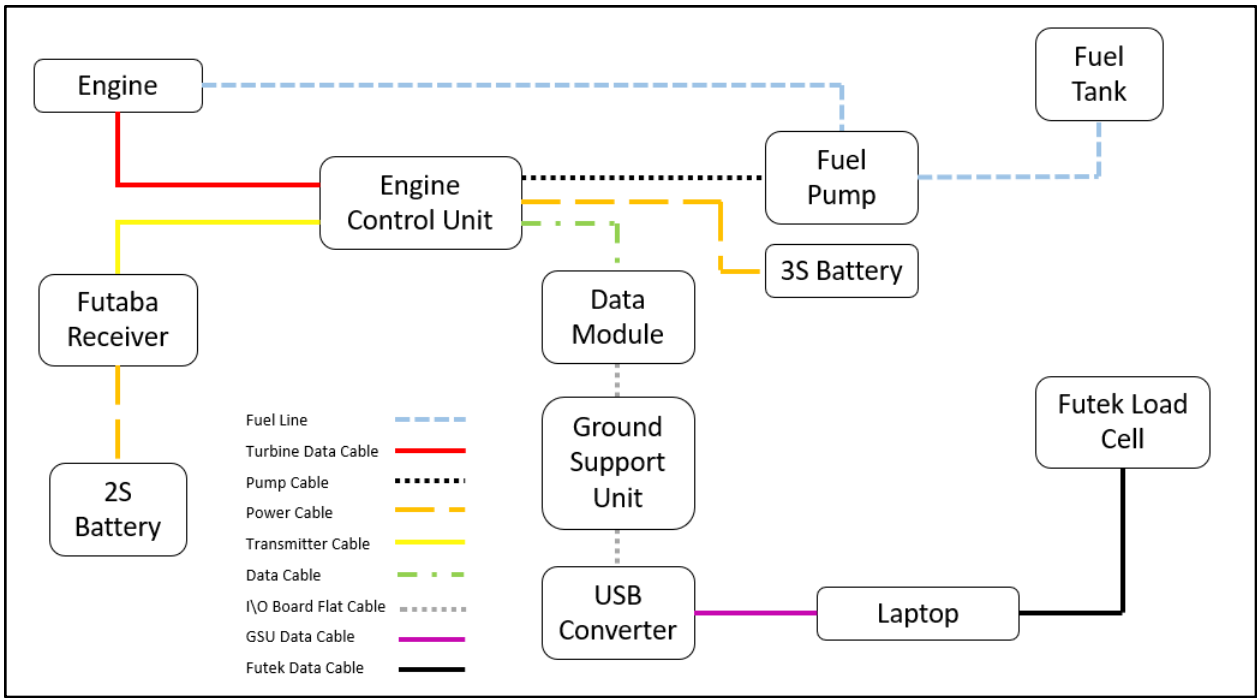 Engine
Fuel
Tank
Engine
Control Unit
Fuel
Pump
3S Battery
Futaba
Receiver
Data
Module
2S
Battery
Ground
Support
Unit
Futek Load
Cell
USB
Converter
Laptop
Fuel Line
Turbine Data Cable
Pump Cable
Power Cable
Transmitter Cable
Data Cable
I\O Board Flat Cable
GSU Data Cable
Futek Data Cable